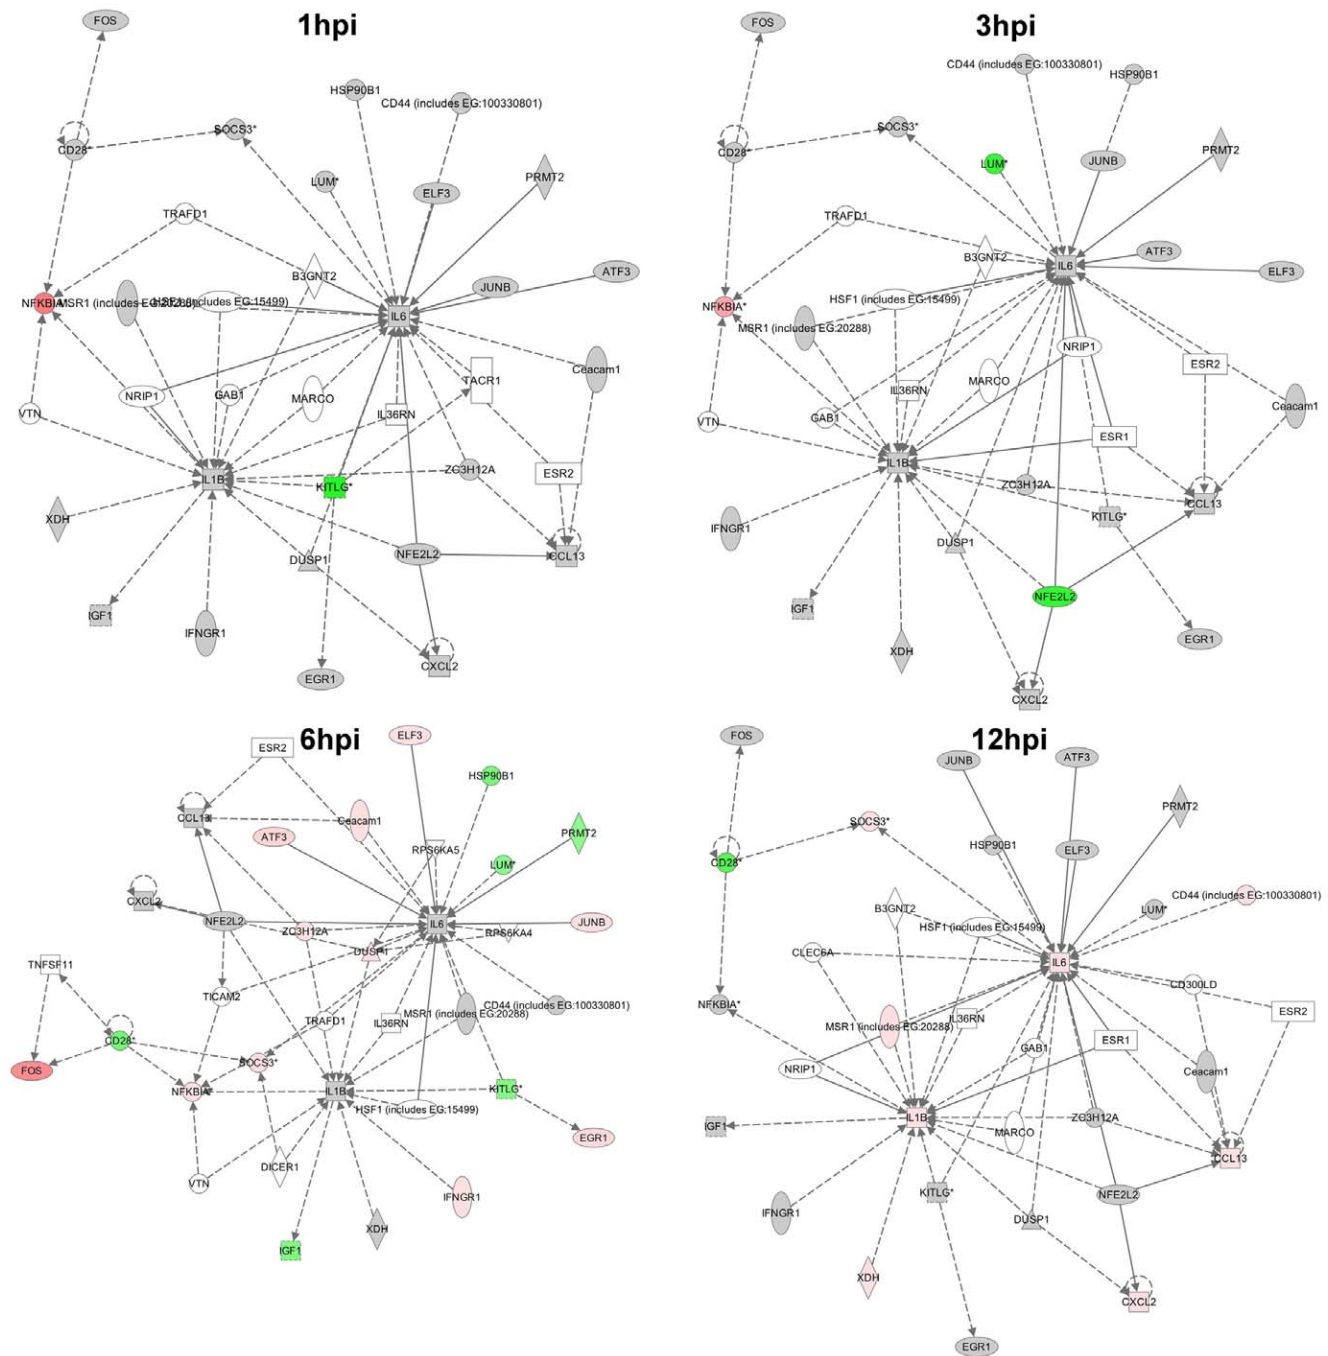 1hpi
FOS
HSP90B1
CD44 (includes EG:100330801)
SOCS3*
CD28*
LUM*
PRMT2
ELF3
TRAFD1
B3GNT2
ATF3
JUNB
NFKBIA*
MSR1 (includes EG:20288)
HSF1 (includes EG:15499)
IL6
Ceacam1
TACR1
NRIP1
GAB1
MARCO
IL36RN
VTN
ZC3H12A
ESR2
IL1B
KITLG*
XDH
DUSP1
NFE2L2
CCL13
IGF1
IFNGR1
CXCL2
EGR1
3hpi
FOS
CD44 (includes EG:100330801)
HSP90B1
SOCS3*
CD28*
LUM*
JUNB
PRMT2
TRAFD1
B3GNT2
ATF3
IL6
ELF3
HSF1 (includes EG:15499)
NFKBIA*
MSR1 (includes EG:20288)
NRIP1
ESR2
MARCO
IL36RN
Ceacam1
GAB1
VTN
ESR1
IL1B
ZC3H12A
CCL13
KITLG*
IFNGR1
DUSP1
NFE2L2
IGF1
EGR1
XDH
CXCL2
6hpi
ELF3
ESR2
HSP90B1
CCL13
Ceacam1
ATF3
RPS6KA5
PRMT2
LUM*
CXCL2
NFE2L2
IL6
JUNB
ZC3H12A
RPS6KA4
DUSP1
TNFSF11
TICAM2
CD44 (includes EG:100330801)
MSR1 (includes EG:20288)
TRAFD1
IL36RN
CD28*
SOCS3*
FOS
NFKBIA*
IL1B
KITLG*
HSF1 (includes EG:15499)
EGR1
DICER1
VTN
IFNGR1
XDH
IGF1
12hpi
FOS
JUNB
ATF3
PRMT2
SOCS3*
HSP90B1
ELF3
CD28*
CD44 (includes EG:100330801)
B3GNT2
LUM*
HSF1 (includes EG:15499)
CLEC6A
IL6
CD300LD
NFKBIA*
ESR2
MSR1 (includes EG:20288)
IL36RN
GAB1
ESR1
NRIP1
Ceacam1
IL1B
IGF1
ZC3H12A
MARCO
CCL13
KITLG*
NFE2L2
IFNGR1
DUSP1
XDH
CXCL2
EGR1